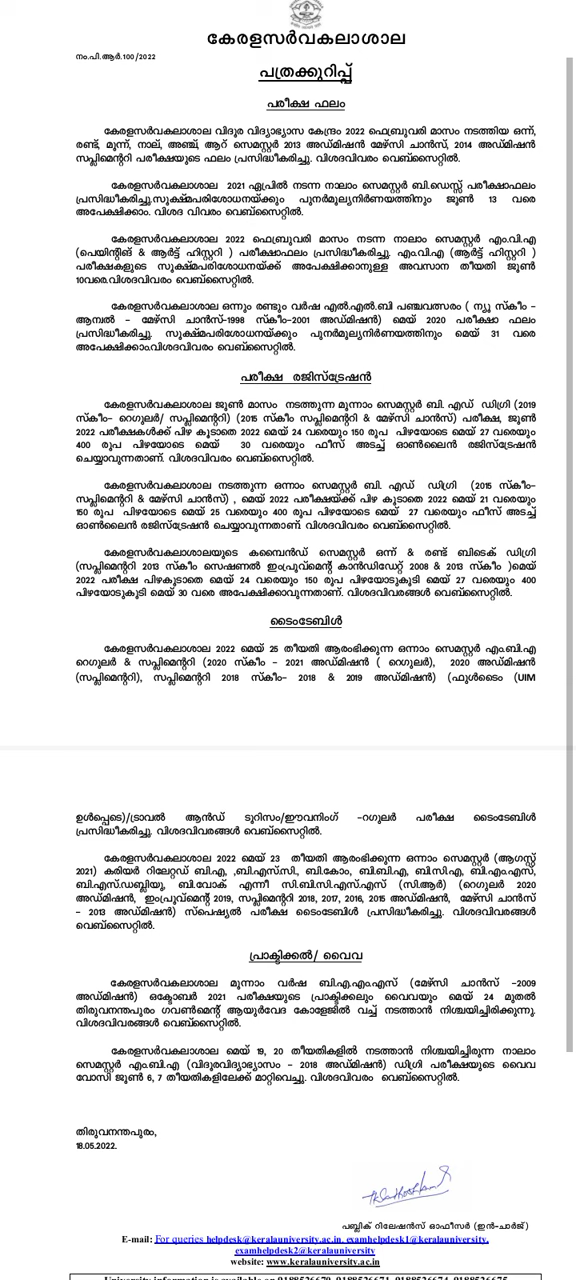 കേരളസർവകലാശാല
നം.പി.ആർ.100/2022
പത്രക്കുറിപ്പ്
പരീക്ഷ ഫലം
കേരളസർവകലാശാല വിദൂര വിദ്യാഭ്യാസ കേന്ദ്രം 2022 ഫെബ്രുവരി മാസം നടത്തിയ ഒന്ന്,
രണ്ട്, മൂന്ന്, നാല്, അഞ്ച്, ആറ് സെമസ്റ്റർ 2013 അഡ്മിഷൻ മേഴ്സി ചാൻസ്, 2014 അഡ്മിഷൻ
സപ്ലിമെന്ററി പരീക്ഷയുടെ ഫലം പ്രസിദ്ധീകരിച്ചു. വിശദവിവരം വെബ്സൈറ്റിൽ.
കേരളസർവകലാശാല 2021 ഏപ്രിൽ നടന്ന നാലാം സെമസ്റ്റർ ബി.ഡെസ്സ് പരീക്ഷാഫലം
പ്രസിദ്ധീകരിച്ചു.സൂക്ഷ്മപരിശോധനയ്ക്കും പുനർമൂല്യനിർണയത്തിനും ജൂൺ 13 വരെ
അപേക്ഷിക്കാം. വിശദ വിവരം വെബ്സൈറ്റിൽ.
കേരളസർവകലാശാല 2022 ഫെബ്രുവരി മാസം നടന്ന നാലാം സെമസ്റ്റർ എം.വി.എ
(പെയിന്റിങ് & ആർട്ട് ഹിസ്റ്ററി ) പരീക്ഷാഫലം പ്രസിദ്ധീകരിച്ചു. എം.വി.എ (ആർട്ട് ഹിസ്റ്ററി )
പരീക്ഷകളുടെ സൂക്ഷ്മപരിശോധനയ്ക്ക് അപേക്ഷിക്കാനുള്ള അവസാന തീയതി ജൂൺ
10വരെ.വിശദവിവരം വെബ്സൈറ്റിൽ.
കേരളസർവകലാശാല ഒന്നും രണ്ടും വർഷ എൽ.എൽ.ബി പഞ്ചവത്സരം ( ന്യൂ സ്കീം -
ആന്വൽ - മേഴ്സി ചാൻസ്-1998 സ്കീം-2001 അഡ്മിഷൻ) മെയ് 2020 പരീക്ഷാ ഫലം
പ്രസിദ്ധീകരിച്ചു. സൂക്ഷ്മപരിശോധനയ്ക്കും പുനർമൂല്യനിർണയത്തിനും മെയ് 31 വരെ
അപേക്ഷിക്കാം.വിശദവിവരം വെബ്സൈറ്റിൽ.
പരീക്ഷ രജിസ്ട്രേഷൻ
കേരളസർവകലാശാല ജൂൺ മാസം നടത്തുന്ന മൂന്നാം സെമസ്റ്റർ ബി. എഡ് ഡിഗ്രി (2019
സ്കീം- റെഗുലർ/ സപ്ലിമെന്ററി) (2015 സ്കീം സപ്ലിമെന്ററി & മേഴ്സി ചാൻസ്) പരീക്ഷ, ജൂൺ
2022 പരീക്ഷകൾക്ക് പിഴ കൂടാതെ 2022 മെയ് 24 വരെയും 150 രൂപ പിഴയോടെ മെയ് 27 വരെയും
400 രൂപ പിഴയോടെ മെയ് 30 വരെയും ഫീസ് അടച്ച് ഓൺലൈൻ രജിസ്ട്രേഷൻ
ചെയ്യാവുന്നതാണ്. വിശദവിവരം വെബ്സൈറ്റിൽ.
കേരളസർവകലാശാല നടത്തുന്ന ഒന്നാം സെമസ്റ്റർ ബി. എഡ് ഡിഗ്രി (2015 സ്കീം-
സപ്ലിമെന്ററി & മേഴ്സി ചാൻസ്) , മെയ് 2022 പരീക്ഷയ്ക്ക് പിഴ കൂടാതെ 2022 മെയ് 21 വരെയും
150 രൂപ പിഴയോടെ മെയ് 25 വരെയും 400 രൂപ പിഴയോടെ മെയ് 27 വരെയും ഫീസ് അടച്ച്
ഓൺലൈൻ രജിസ്ട്രേഷൻ ചെയ്യാവുന്നതാണ്. വിശദവിവരം വെബ്സൈറ്റിൽ.
കേരളസർവകലാശാലയുടെ കമ്പൈൻഡ് സെമസ്റ്റർ ഒന്ന് & രണ്ട് ബിടെക് ഡിഗ്രി
(സപ്ലിമെന്ററി 2013 സ്കീം സെഷണൽ ഇംപ്രൂവ്മെന്റ് കാൻഡിഡേറ്റ് 2008 & 2013 സ്കീം )മെയ്
2022 പരീക്ഷ പിഴകൂടാതെ മെയ് 24 വരെയും 150 രൂപ പിഴയോടുകൂടി മെയ് 27 വരെയും 400
പിഴയോടുകൂടി മെയ് 30 വരെ അപേക്ഷിക്കാവുന്നതാണ്. വിശദവിവരങ്ങൾ വെബ്സൈറ്റിൽ.
ടൈംടേബിൾ
കേരളസർവകലാശാല 2022 മെയ് 25 തീയതി ആരംഭിക്കുന്ന ഒന്നാം സെമസ്റ്റർ എം.ബി.എ
റെഗുലർ & സപ്ലിമെന്ററി (2020 സ്കീം - 2021 അഡ്മിഷൻ ( റെഗുലർ), 2020 അഡ്മിഷൻ
(സപ്ലിമെന്ററി), സപ്ലിമെന്ററി 2018 സ്കീം- 2018 & 2019 അഡ്മിഷൻ) (ഫുൾടൈം (UIM
ഉൾപ്പെടെ)/ട്രാവൽ ആൻഡ് ടൂറിസം/ഈവനിംഗ് -റഗുലർ പരീക്ഷ ടൈംടേബിൾ
പ്രസിദ്ധീകരിച്ചു. വിശദവിവരങ്ങൾ വെബ്സൈറ്റിൽ.
കേരളസർവകലാശാല 2022 മെയ് 23 തീയതി ആരംഭിക്കുന്ന ഒന്നാം സെമസ്റ്റർ (ആഗസ്റ്റ്
2021) കരിയർ റിലേറ്റഡ് ബി.എ, ,ബി.എസ്.സി., ബി.കോം, ബി.ബി.എ, ബി.സി.എ, ബി.എം.എസ്,
ബി.എസ്.ഡബ്ലിയു, ബി.വോക് എന്നീ സി.ബി.സി.എസ്.എസ് (സി.ആർ) (റെഗുലർ 2020
അഡ്മിഷൻ, ഇംപ്രൂവ്മെന്റ് 2019, സപ്ലിമെന്ററി 2018, 2017, 2016, 2015 അഡ്മിഷൻ, മേഴ്സി ചാൻസ്
- 2013 അഡ്മിഷൻ) സ്പെഷ്യൽ പരീക്ഷ ടൈംടേബിൾ പ്രസിദ്ധീകരിച്ചു. വിശദവിവരങ്ങൾ
വെബ്സൈറ്റിൽ.
പ്രാക്ടിക്കൽ/ വൈവ
കേരളസർവകലാശാല മൂന്നാം വർഷ ബി.എ.എം.എസ് (മേഴ്സി ചാൻസ് -2009
അഡ്മിഷൻ) ഒക്ടോബർ 2021 പരീക്ഷയുടെ പ്രാക്ടിക്കലും വൈവയും മെയ് 24 മുതൽ
തിരുവനന്തപുരം ഗവൺമെന്റ് ആയുർവേദ കോളേജിൽ വച്ച് നടത്താൻ നിശ്ചയിച്ചിരിക്കുന്നു.
വിശദവിവരങ്ങൾ വെബ്സൈറ്റിൽ.
കേരളസർവകലാശാല മെയ് 19, 20 തീയതികളിൽ നടത്താൻ നിശ്ചയിച്ചിരുന്ന നാലാം
സെമസ്റ്റർ എം.ബി.എ (വിദൂരവിദ്യാഭ്യാസം - 2018 അഡ്മിഷൻ) ഡിഗ്രി പരീക്ഷയുടെ വൈവ
വോസി ജൂൺ 6, 7 തീയതികളിലേക്ക് മാറ്റിവെച്ചു. വിശദവിവരം വെബ്സൈറ്റിൽ.
തിരുവനന്തപുരം,
18.05.2022.
പബ്ലിക് റിലേഷൻസ് ഓഫീസർ (ഇൻ-ചാർജ്)
E-mail: For queries helpdesk@keralauniversity.ac.in, examhelpdesk1@keralauniversity.
examhelpdesk2@keralauniversity
website: www.keralauniversity.ac.in
University information is available on 9188526670, 9188526671, 9188526674, 9188526675